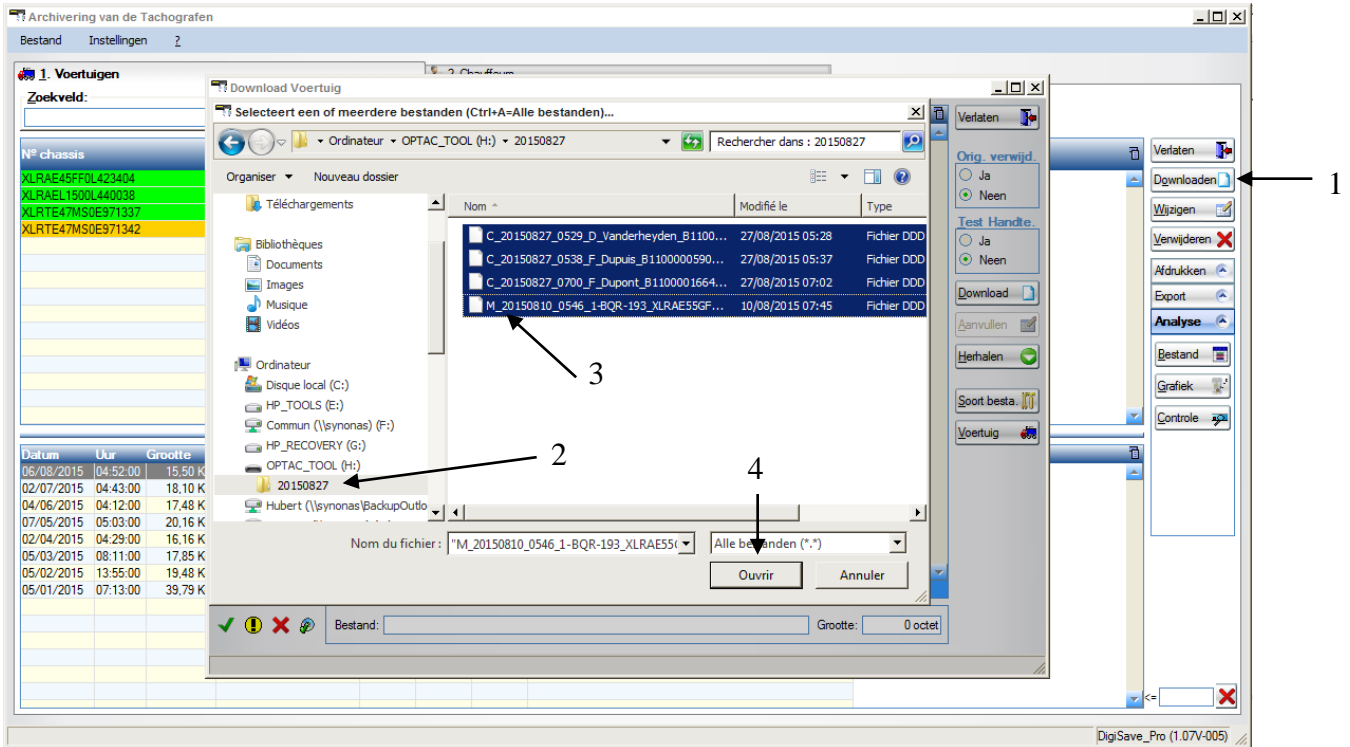 Archivering van de Tachografen
Bestand Instellingen ?
1. Voertuigen
2. Chauffeurs
Zoekveld:
Nº chassis
XLRAE45FF0L423404
XLRAEL1500L440038
XLRTE47MS0E971337
XLRTE47MS0E971342
Datum Uur Grootte
06/08/2015 04:52:00 15,50 K
02/07/2015 04:43:00 18,10 K
04/06/2015 04:12:00 17,48 K
07/05/2015 05:03:00 20,16 K
02/04/2015 04:29:00 16,16 K
05/03/2015 08:11:00 17,85 K
05/02/2015 13:55:00 19,48 K
05/01/2015 07:13:00 39,79 K
Download Voertuig
Selecteert een of meerdere bestanden (Ctrl+A=Alle bestanden)...
Ordinateur OPTAC_TOOL (H:) 20150827
Rechercher dans : 20150827
Organiser Nouveau dossier
Téléchargements
Bibliothèques
Documents
Images
Musique
Vidéos
Ordinateur
Disque local (C:)
HP_TOOLS (E:)
Commun (\\synonas) (F:)
HP_RECOVERY (G:)
OPTAC_TOOL (H:)
20150827
Hubert (\\synonas\BackupOutlo
Nom Modifié le Type
C_20150827_0529_D_Vanderheyden_B1100... 27/08/2015 05:28 Fichier DDD
C_20150827_0538_F_Dupuis_B1100000590... 27/08/2015 05:37 Fichier DDD
C_20150827_0700_F_Dupont_B1100001664... 27/08/2015 07:02 Fichier DDD
M_20150810_0546_1-BQR-193_XLRAE55GF... 10/08/2015 07:45 Fichier DDD
3
2
4
Nom du fichier : "M_20150810_0546_1-BQR-193_XLRAE55( Alle bestanden (*.*)
Ouvrir Annuler
Bestand: Grootte: 0 octet
Verlaten
Orig. verwijd.
Ja
Neen
Test Handte.
Ja
Neen
Download
Aanvullen
Herhalen
Soort besta.
Voertuig
Verlaten
Downloaden
1
Wijzigen
Verwijderen
Afdrukken
Export
Analyse
Bestand
Grafiek
Controle
<=
DigiSave_Pro (1.07V-005)